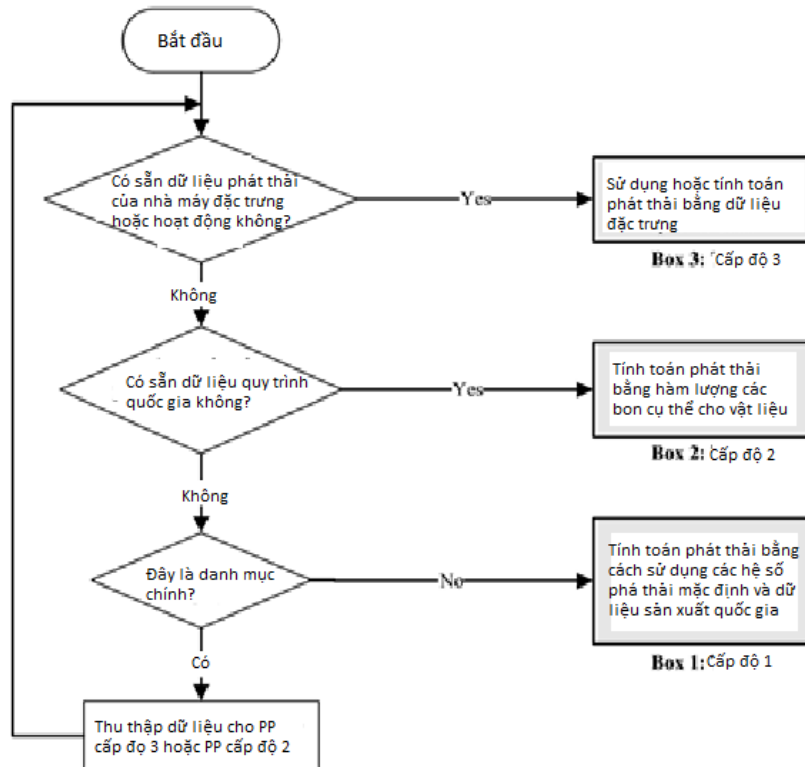 Bắt đầu
Có sẵn dữ liệu phát thải
của nhà máy đặc trưng
hoặc hoạt động không?
Yes
Sử dụng hoặc tính toán
phát thải bằng dữ liệu
đặc trưng
Box 3: Cấp độ 3
Không
Có sẵn dữ liệu quy trình
quốc gia không?
Yes
Tính toán phát thải
bằng hàm lượng các
bon cụ thể cho vật liệu
Box 2: Cấp độ 2
Không
Đây là danh mục
chính?
No
Tính toán phát thải bằng
cách sử dụng các hệ số
phá thải mặc định và dữ
liệu sản xuất quốc gia
Box 1: Cấp độ 1
Có
Thu thập dữ liệu cho PP
cấp đọ 3 hoặc PP cấp độ 2